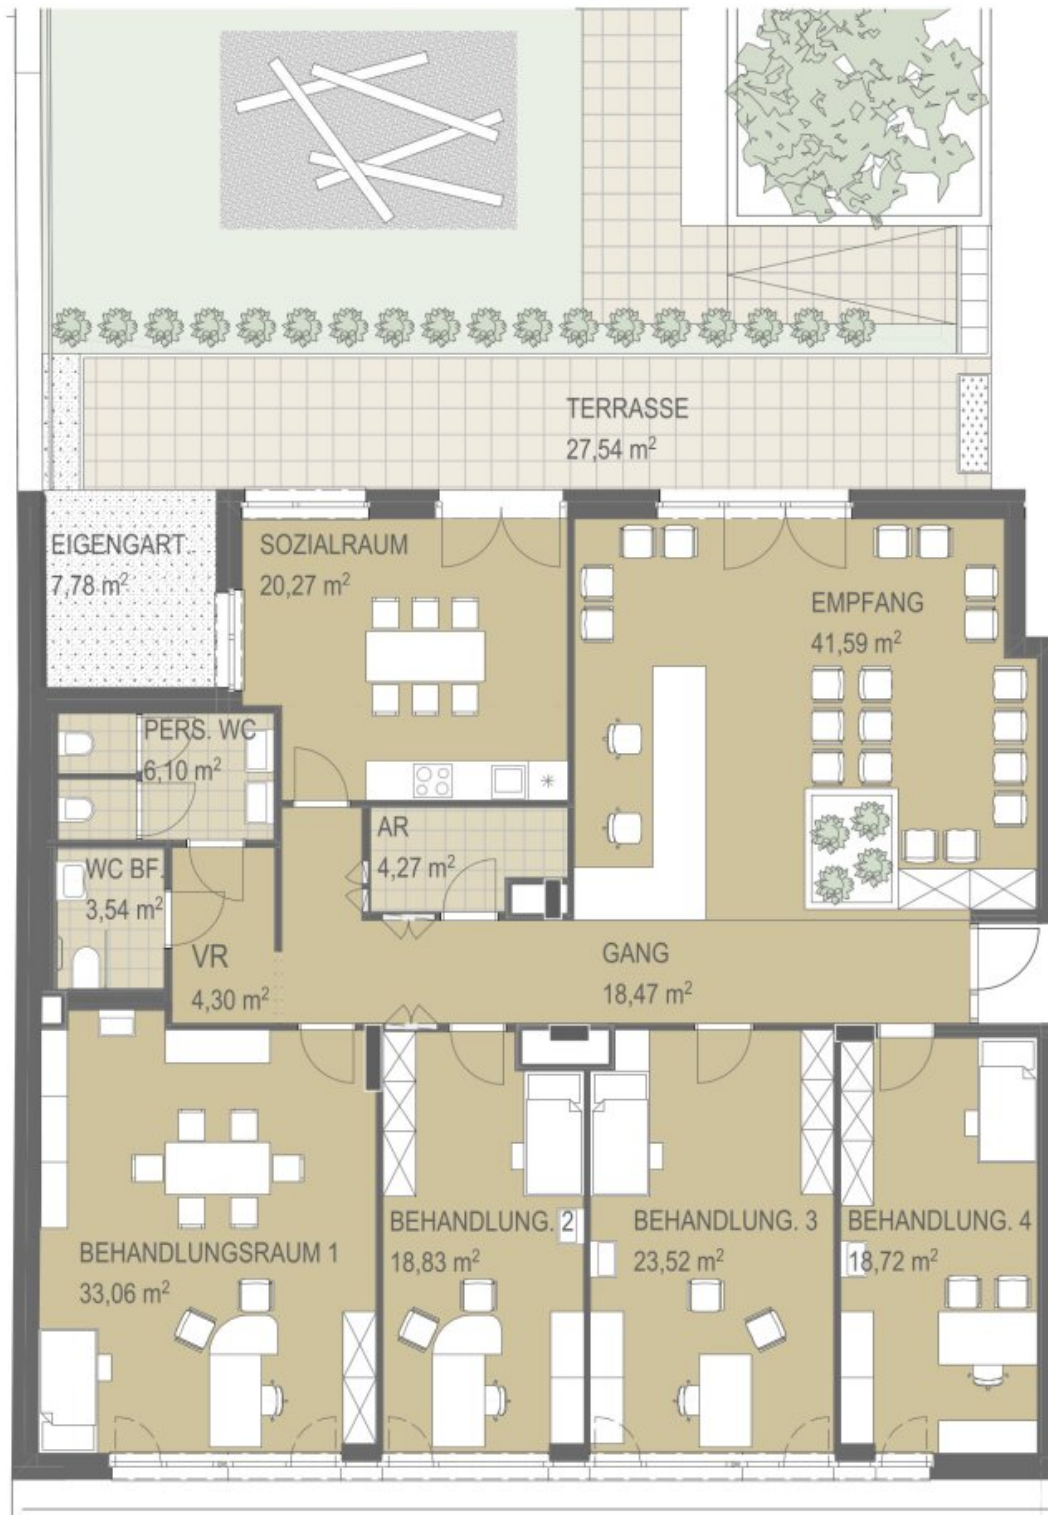 TERRASSE
27,54 m²
EIGENGART.
7,78 m²
SOZIALRAUM
20,27 m²
EMPFANG
41,59 m²
PERS. WC
6,10 m²
AR
4,27 m²
WC BF.
3,54 m²
VR
4,30 m²
GANG
18,47 m²
BEHANDLUNGSRAUM 1
33,06 m²
BEHANDLUNG. 2
18,83 m²
BEHANDLUNG. 3
23,52 m²
BEHANDLUNG. 4
18,72 m²